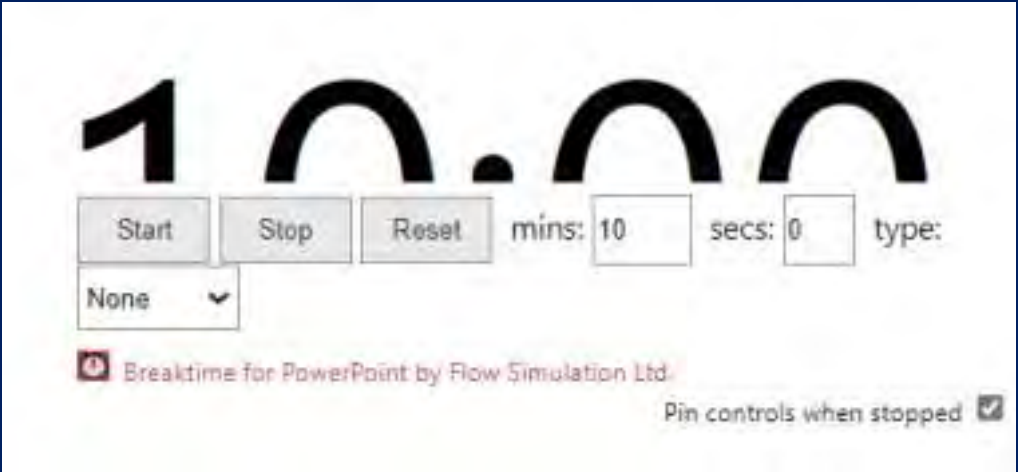 10:00
Start Stop Reset mins: 10 secs: 0 type:
None
Breaktime for PowerPoint by Flow Simulation Ltd.
Pin controls when stopped